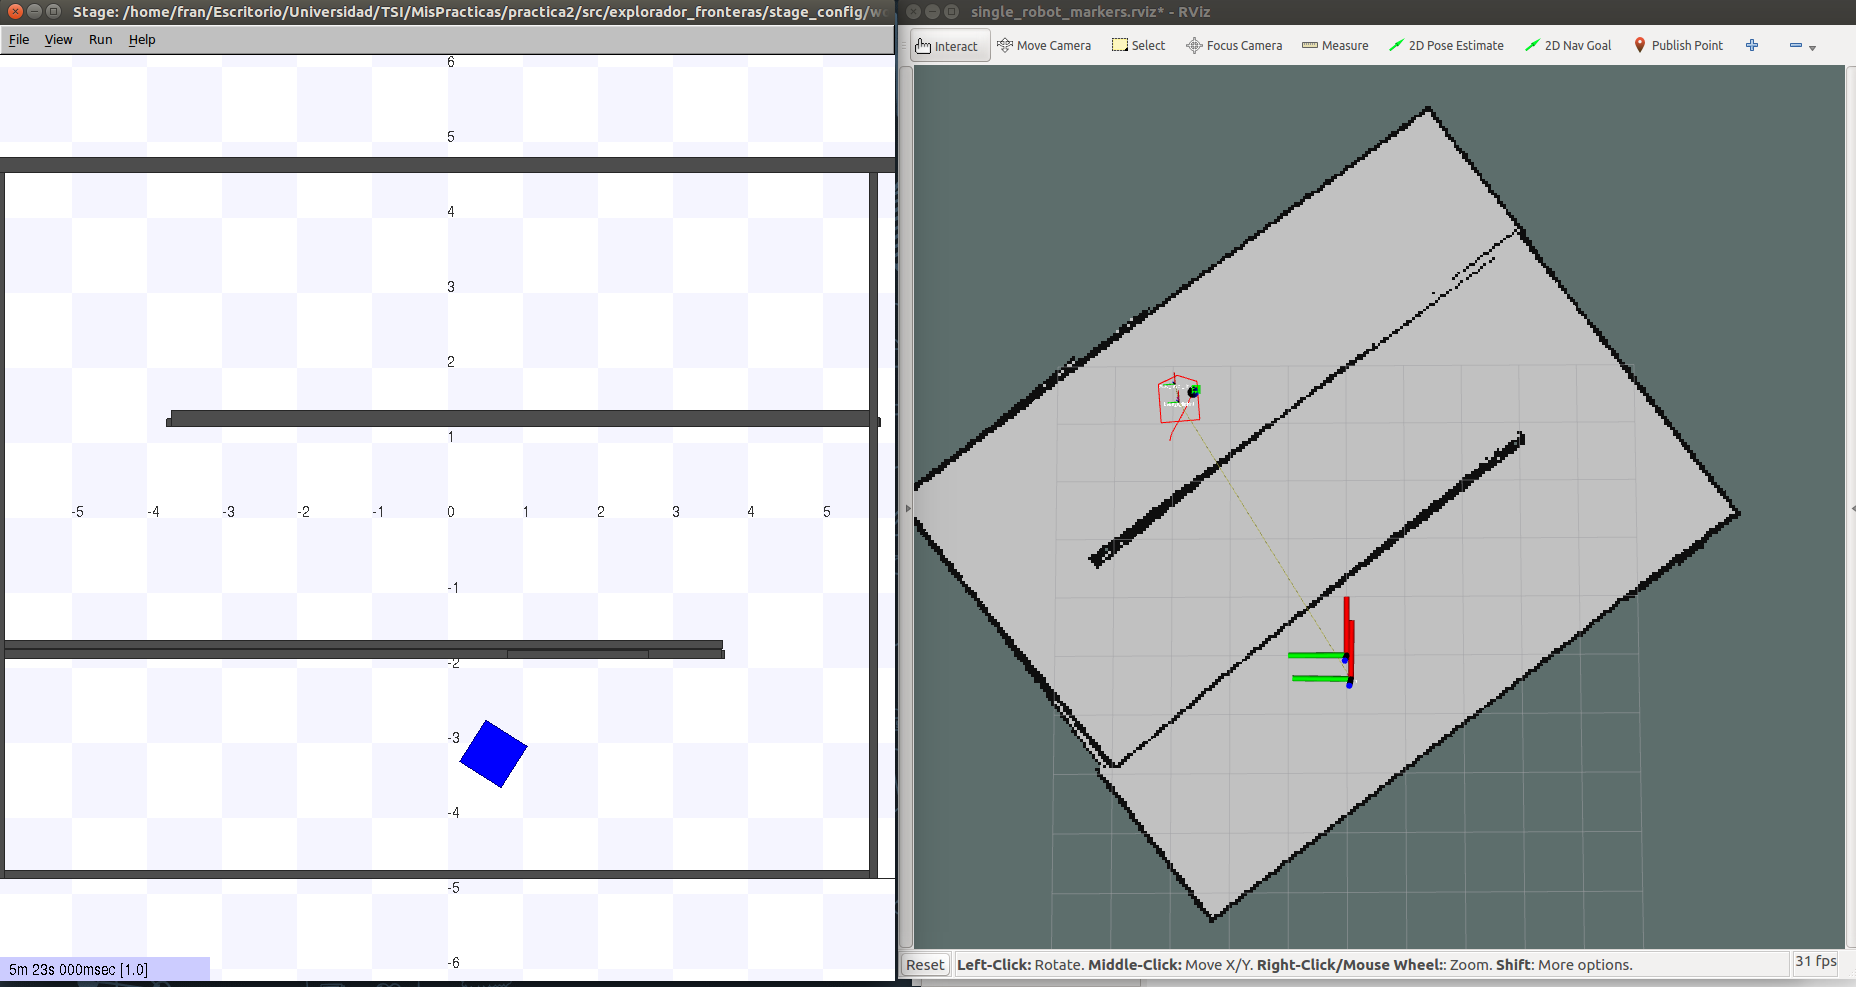 Stage: /home/fran/Escritorio/Universidad/TSI/MisPracticas/practica2/src/explorador_fronteras/stage_config/w
File View Run Help
6
5
4
3
2
1
-5 -4 -3 -2 -1 0 1 2 3 4 5
-1
-2
-3
-4
-5
-6
5m 23s 000msec [1.0]
single_robot_markers.rviz* - RViz
Interact Move Camera Select Focus Camera Measure 2D Pose Estimate 2D Nav Goal Publish Point
Reset Left-Click: Rotate. Middle-Click: Move X/Y. Right-Click/Mouse Wheel:: Zoom. Shift: More options. 31 fps